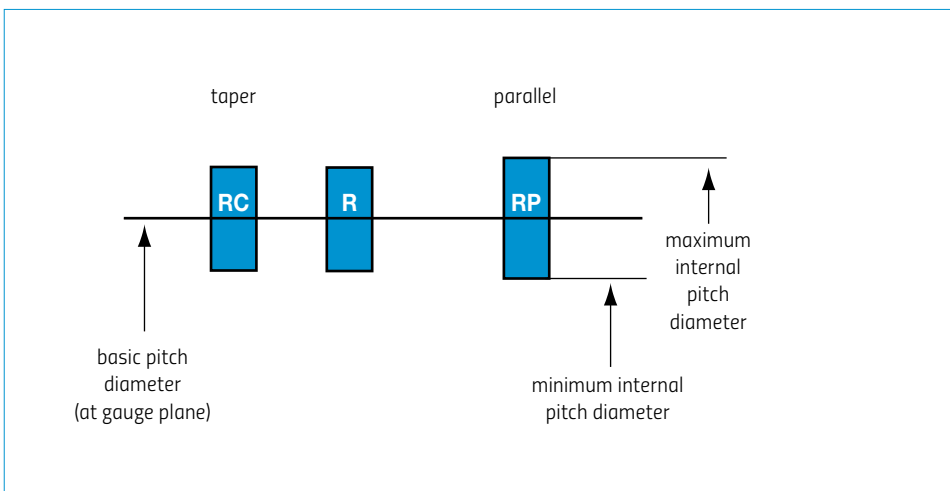 taper
parallel
RC
R
RP
maximum
internal
pitch
diameter
basic pitch
diameter
(at gauge plane)
minimum internal
pitch diameter